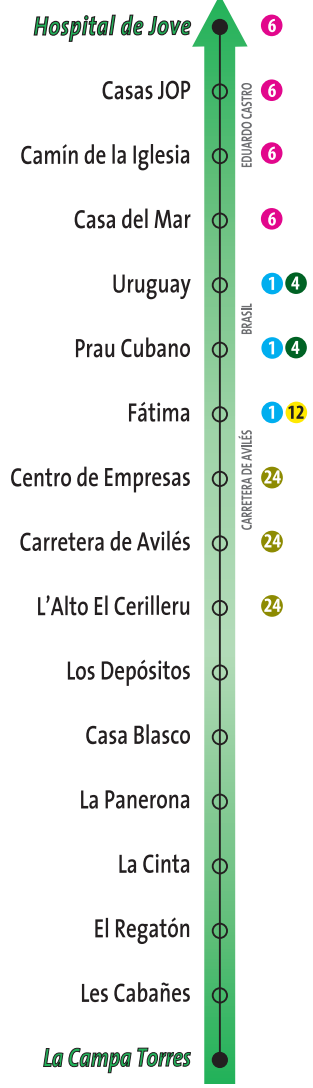 Hospital de Jove 6
Casas JOP 6
EDUARDO CASTRO
Camín de la Iglesia 6
Casa del Mar 6
Uruguay 1 4
BRASIL
Prau Cubano 1 4
Fátima 1 12
CARRETERA DE AVILÉS
Centro de Empresas 24
Carretera de Avilés 24
L'Alto El Cerilleru 24
Los Depósitos
Casa Blasco
La Panerona
La Cinta
El Regatón
Les Cabañes
La Campa Torres